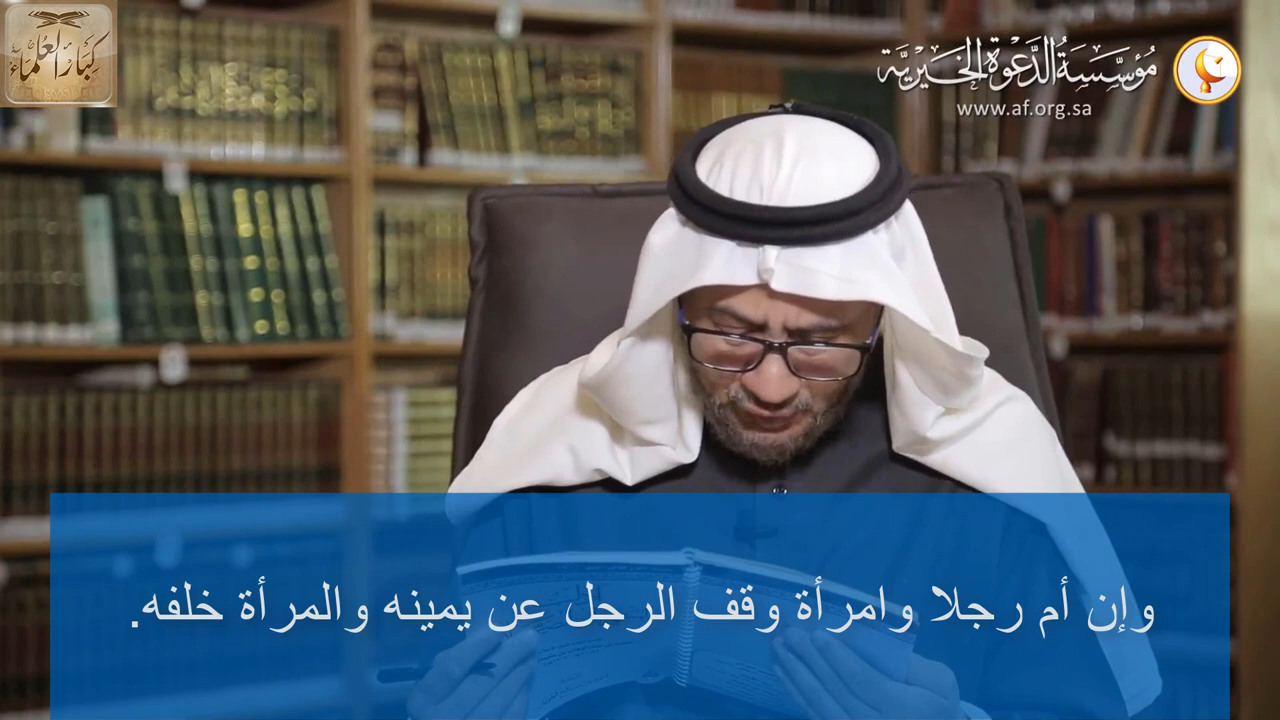 كبار العلماء
مؤسسة الدعوة الخيرية
www.af.org.sa
وإن أم رجلا وامرأة وقف الرجل عن يمينه والمرأة خلفه.